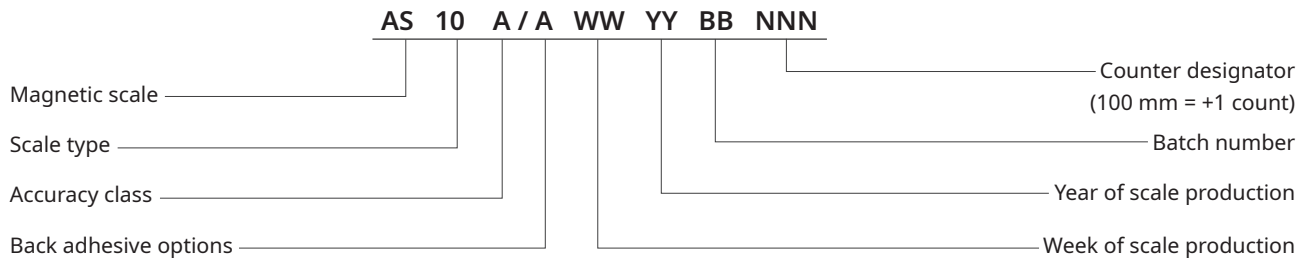 AS 10 A / A WW YY BB NNN
Counter designator
Magnetic scale
(100 mm = +1 count)
Scale type
Batch number
Accuracy class
Year of scale production
Back adhesive options
Week of scale production